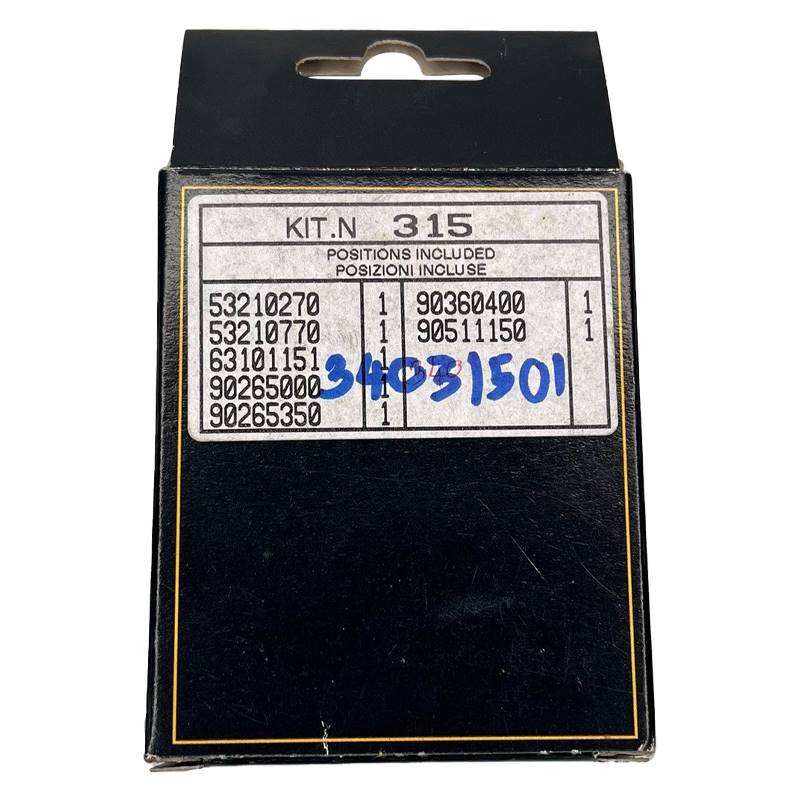 KIT.N 315
POSITIONS INCLUDED
POSIZIONI INCLUSE
53210270 1 90360400 1
53210770 1 90511150 1
63101151 1
90265000 1
90265350 1
34031501